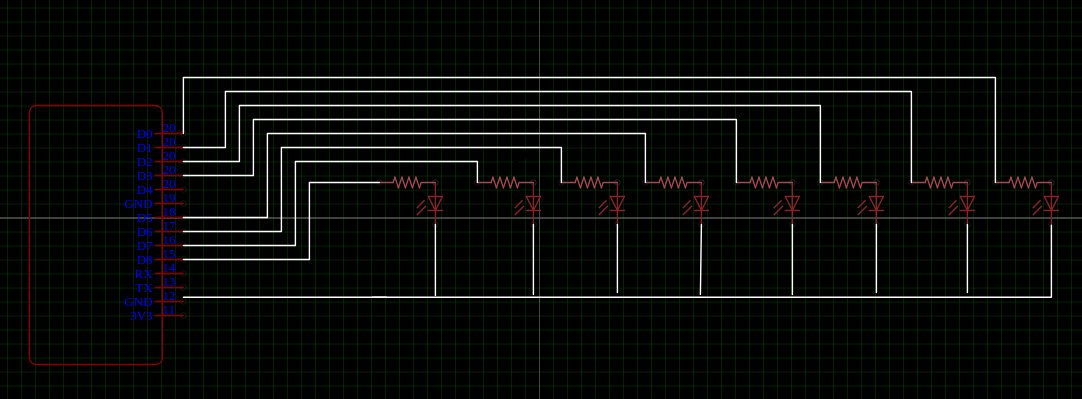 D0 20
D1 20
D2 20
D3 20
D4 20
GND 19
D5 18
D6 17
D7 16
D8 15
RX 14
TX 13
GND 12
3V3 11